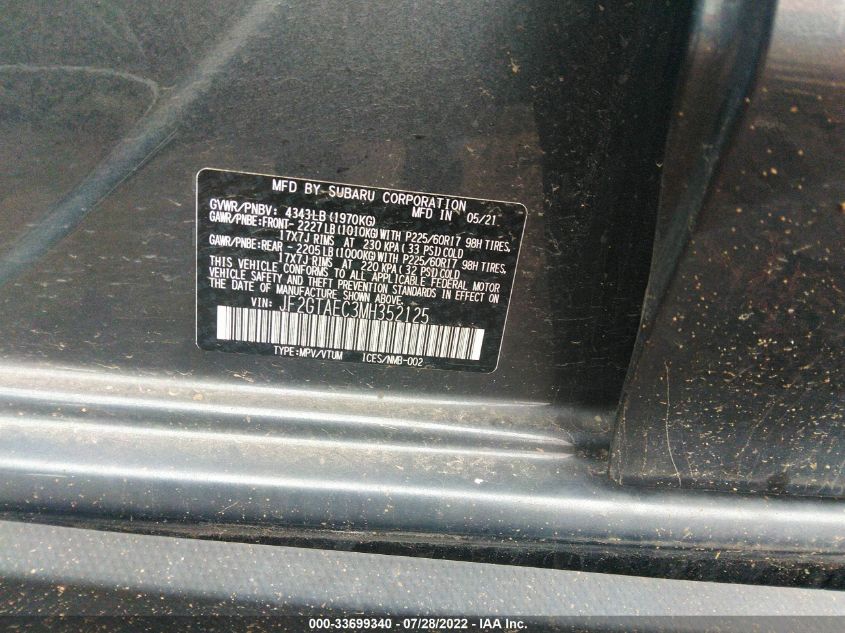 MFD BY SUBARU CORPORATION
GVWR/PNBV: 4343LB(1970KG) MFD IN 05/21
GAWR/PNBE:FRONT- 2227LB(1010KG)WITH P225/60R17 98H TIRES,
17X7J RIMS AT 230 KPA(33 PSI)COLD
GAWR/PNBE:REAR - 2205LB(1000KG)WITH P225/60R17 98H TIRES,
17X7J RIMS AT 220 KPA(32 PSI)COLD
THIS VEHICLE CONFORMS TO ALL APPLICABLE FEDERAL MOTOR
VEHICLE SAFETY AND THEFT PREVENTION STANDARDS IN EFFECT ON
THE DATE OF MANUFACTURE SHOWN ABOVE.
VIN: JF2GTAEC3MH352125
TYPE:MPV/VTUM ICES/NMB-002
000-33699340 - 07/28/2022 - IAA Inc.